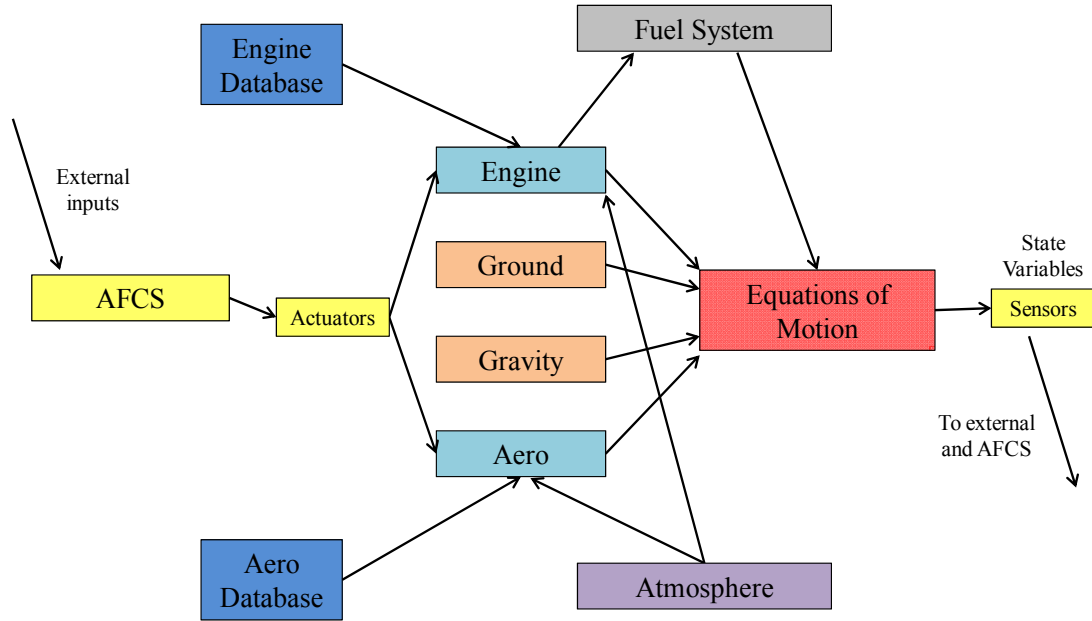 Fuel System
Engine
Database
External
inputs
Engine
Ground
State
Variables
AFCS
Actuators
Equations of
Motion
Sensors
Gravity
To external
and AFCS
Aero
Aero
Database
Atmosphere